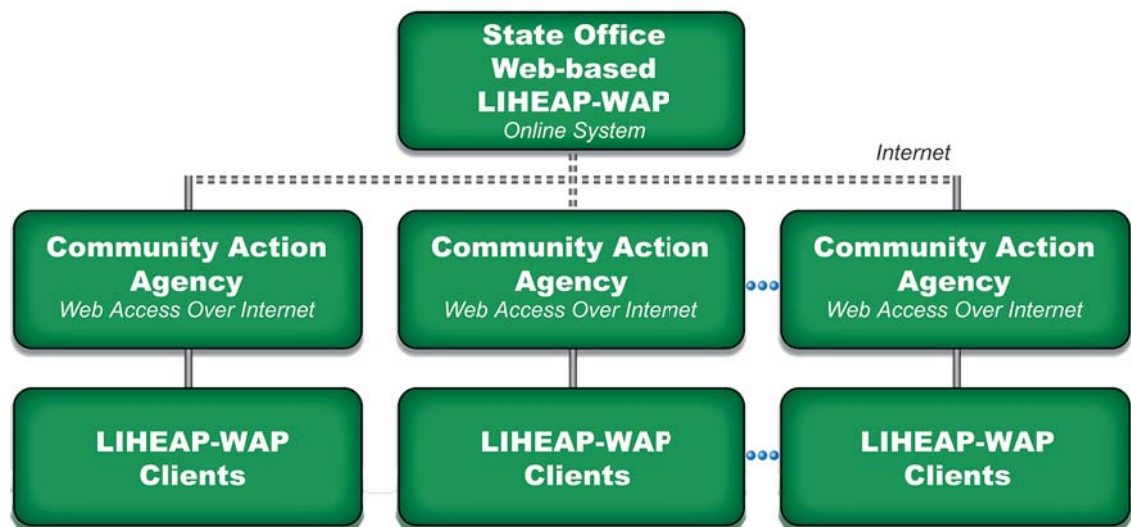 State Office
Web-based
LIHEAP-WAP
Online System
Internet
Community Action
Agency
Web Access Over Internet
Community Action
Agency
Web Access Over Internet
Community Action
Agency
Web Access Over Internet
LIHEAP-WAP
Clients
LIHEAP-WAP
Clients
LIHEAP-WAP
Clients